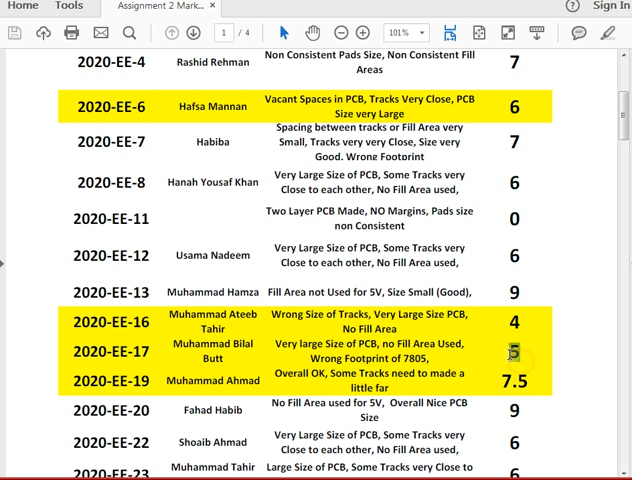 Home Tools Assignment 2 Mark... × ? Sign In
1 / 4 101%
2020-EE-4 Rashid Rehman Non Consistent Pads Size, Non Consistent Fill Areas 7
2020-EE-6 Hafsa Mannan Vacant Spaces in PCB, Tracks Very Close, PCB Size very Large 6
2020-EE-7 Habiba Spacing between tracks or Fill Area very Small, Tracks very very Close, Size very Good, Wrong Footprint 7
2020-EE-8 Hanah Yousaf Khan Very Large Size of PCB, Some Tracks very Close to each other, No Fill Area used, 6
2020-EE-11 Two Layer PCB Made, NO Margins, Pads size non Consistent 0
2020-EE-12 Usama Nadeem Very Large Size of PCB, Some Tracks very Close to each other, No Fill Area used, 6
2020-EE-13 Muhammad Hamza Fill Area not Used for 5V, Size Small (Good), 9
2020-EE-16 Muhammad Ateeb Tahir Wrong Size of Tracks, Very Large Size PCB, No Fill Area 4
2020-EE-17 Muhammad Bilal Butt Very large Size of PCB, no Fill Area Used, Wrong Footprint of 7805, 5
2020-EE-19 Muhammad Ahmad Overall OK, Some Tracks need to made a little far 7.5
2020-EE-20 Fahad Habib No Fill Area used for 5V, Overall Nice PCB Size 9
2020-EE-22 Shoaib Ahmad Very Large Size of PCB, Some Tracks very Close to each other, No Fill Area used, 6
2020-EE-23 Muhammad Tahir Large Size of PCB, Some Tracks very Close to 6